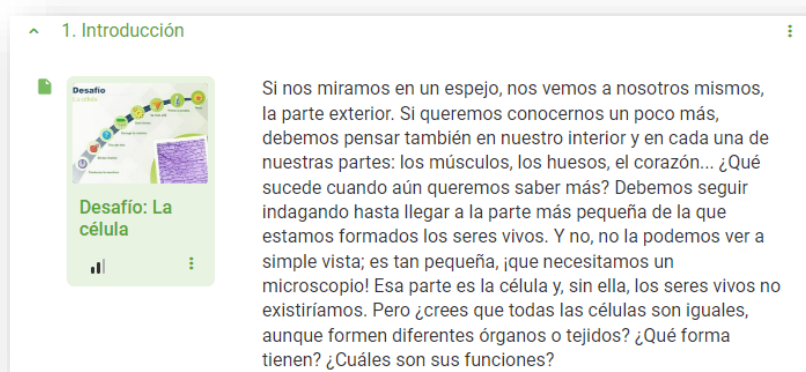 1. Introducción
Desafío
La célula
Desafío: La
célula
Si nos miramos en un espejo, nos vemos a nosotros mismos,
la parte exterior. Si queremos conocernos un poco más,
debemos pensar también en nuestro interior y en cada una de
nuestras partes: los músculos, los huesos, el corazón... ¿Qué
sucede cuando aún queremos saber más? Debemos seguir
indagando hasta llegar a la parte más pequeña de la que
estamos formados los seres vivos. Y no, no la podemos ver a
simple vista; es tan pequeña, ¡que necesitamos un
microscopio! Esa parte es la célula y, sin ella, los seres vivos no
existiríamos. Pero ¿crees que todas las células son iguales,
aunque formen diferentes órganos o tejidos? ¿Qué forma
tienen? ¿Cuáles son sus funciones?